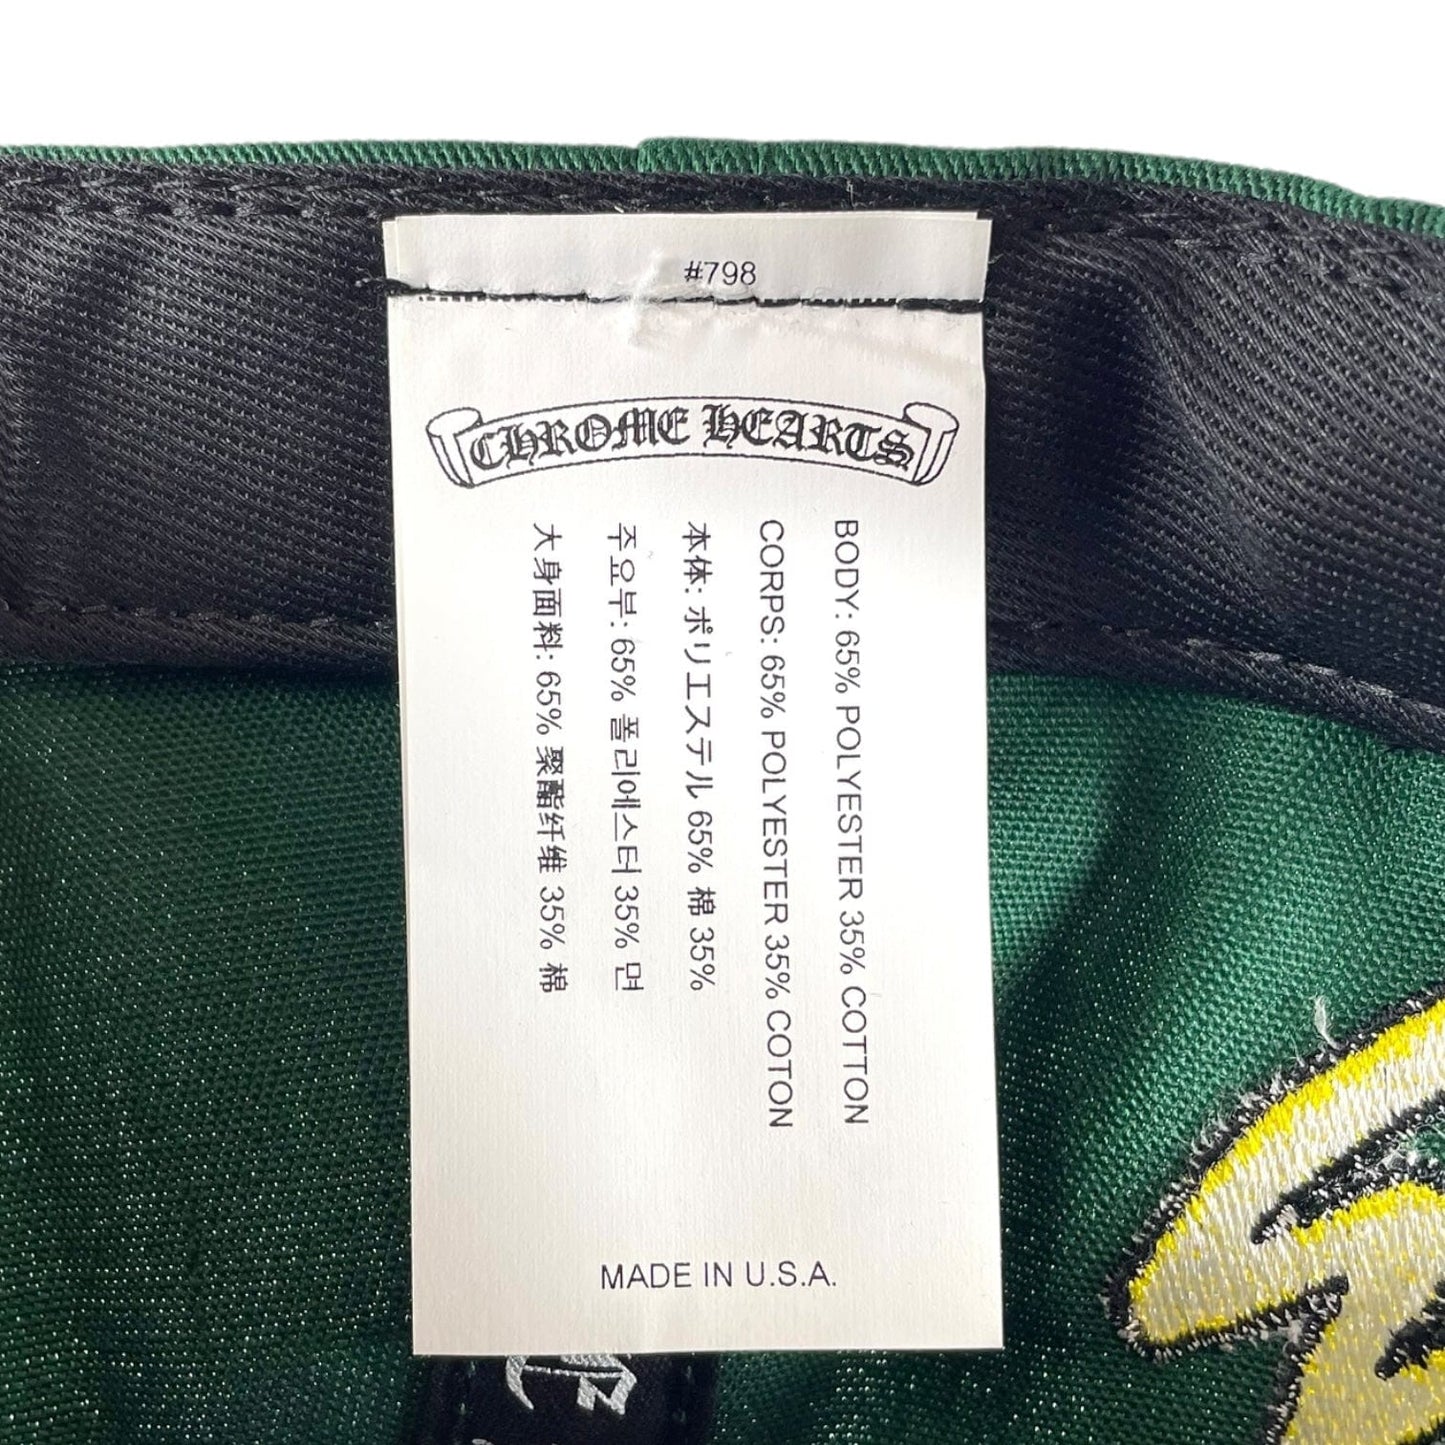 #798
CHROME HEARTS
BODY: 65% POLYESTER 35% COTTON
CORPS: 65% POLYESTER 35% COTON
本体: ポリエステル 65% 棉 35%
주요부: 65% 폴리에스터 35% 면
大身面料: 65% 聚酯纤维 35% 棉
MADE IN U.S.A.